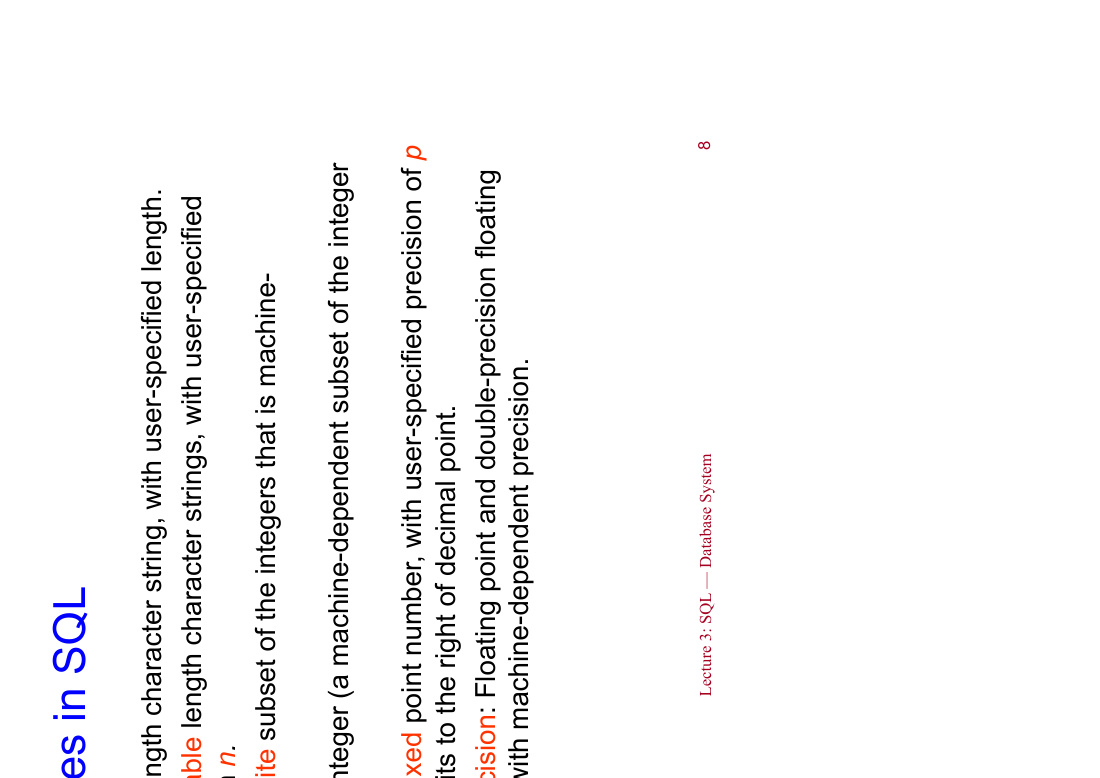 es in SQL
ngth character string, with user-specified length.
able length character strings, with user-specified
n.
ite subset of the integers that is machine-
nteger (a machine-dependent subset of the integer
xed point number, with user-specified precision of p
its to the right of decimal point.
cision: Floating point and double-precision floating
with machine-dependent precision.
Lecture 3: SQL — Database System 8